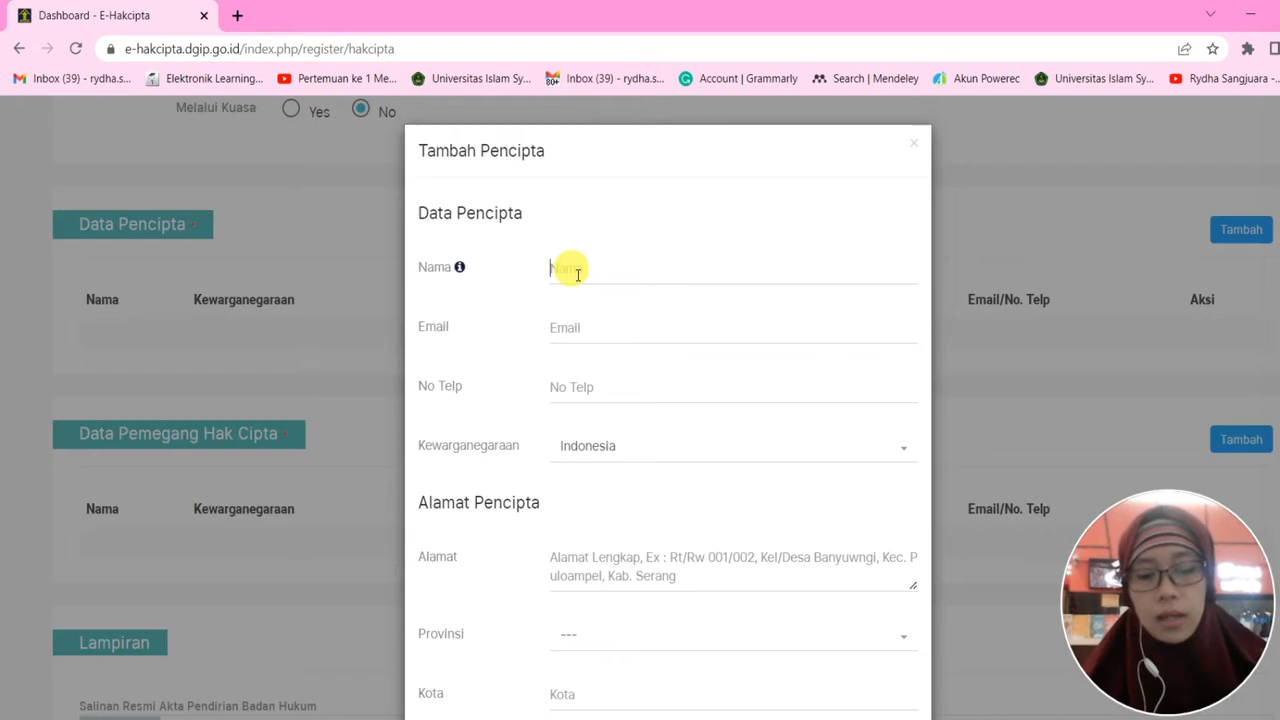 Dashboard - E-Hakcipta
e-hakcipta.dgip.go.id/index.php/register/hakcipta
Inbox (39) - rydha.s...
Elektronik Learning...
Pertemuan ke 1 Me...
Universitas Islam Sy...
80+
Inbox (39) - rydha.s...
Account | Grammarly
Search | Mendeley
Akun Powerec
Universitas Islam Sy...
Rydha Sangjuara -...
Melalui Kuasa
Yes
No
Tambah Pencipta
×
Data Pencipta *
Tambah
Data Pencipta
Nama
Nama
Nama
Kewarganegaraan
Email/No. Telp
Aksi
Email
Email
No Telp
No Telp
Data Pemegang Hak Cipta *
Tambah
Kewarganegaraan
Indonesia
Nama
Kewarganegaraan
Email/No. Telp
Alamat Pencipta
Alamat
Alamat Lengkap, Ex : Rt/Rw 001/002, Kel/Desa Banyuwngi, Kec. P
uloampel, Kab. Serang
Provinsi
---
Lampiran
Kota
Kota
Salinan Resmi Akta Pendirian Badan Hukum